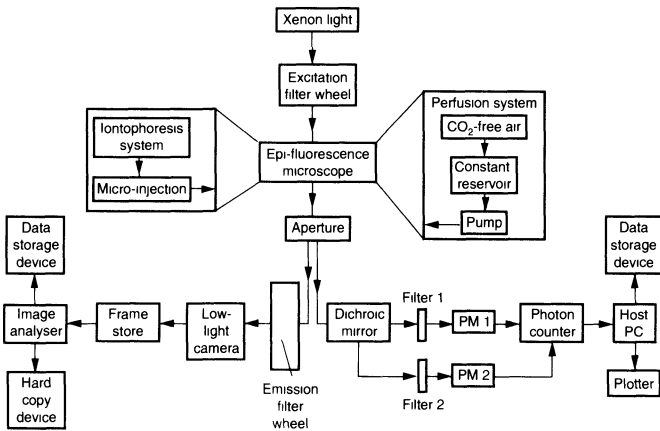 Xenon light
Excitation
filter wheel
Iontophoresis
system
Micro-injection
Epi-fluorescence
microscope
Perfusion system
CO₂-free air
Constant
reservoir
Pump
Aperture
Data
storage
device
Image
analyser
Hard
copy
device
Frame
store
Low-
light
camera
Emission
filter
wheel
Dichroic
mirror
Filter 1
PM 1
Filter 2
PM 2
Photon
counter
Data
storage
device
Host
PC
Plotter